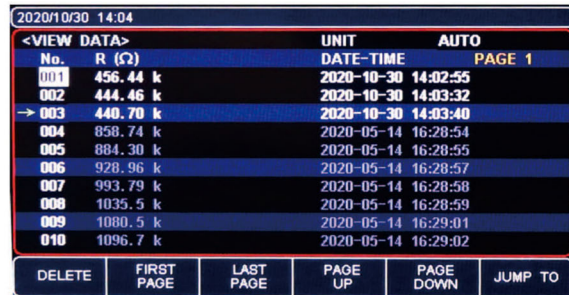 2020/10/30 14:04
<VIEW DATA> UNIT AUTO
No. R (Ω) DATE-TIME PAGE 1
001 456.44 k 2020-10-30 14:02:55
002 444.46 k 2020-10-30 14:03:32
→ 003 440.70 k 2020-10-30 14:03:40
004 858.74 k 2020-05-14 16:28:54
005 884.30 k 2020-05-14 16:28:55
006 928.96 k 2020-05-14 16:28:57
007 993.79 k 2020-05-14 16:28:58
008 1035.5 k 2020-05-14 16:28:59
009 1080.5 k 2020-05-14 16:29:01
010 1096.7 k 2020-05-14 16:29:02
DELETE FIRST PAGE LAST PAGE PAGE UP PAGE DOWN JUMP TO